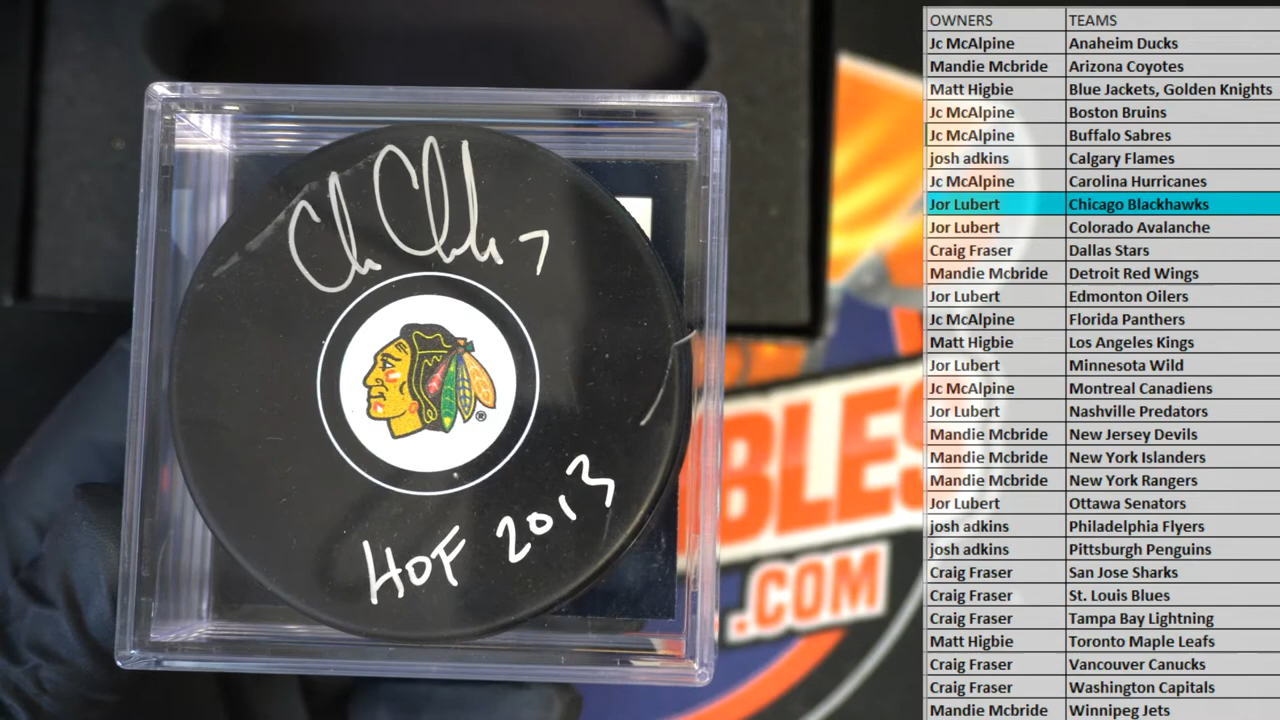 Ch Ch 7
®
HOF 2013
BLES
.COM
OWNERS TEAMS
Jc McAlpine Anaheim Ducks
Mandie Mcbride Arizona Coyotes
Matt Higbie Blue Jackets, Golden Knights
Jc McAlpine Boston Bruins
Jc McAlpine Buffalo Sabres
josh adkins Calgary Flames
Jc McAlpine Carolina Hurricanes
Jor Lubert Chicago Blackhawks
Jor Lubert Colorado Avalanche
Craig Fraser Dallas Stars
Mandie Mcbride Detroit Red Wings
Jor Lubert Edmonton Oilers
Jc McAlpine Florida Panthers
Matt Higbie Los Angeles Kings
Jor Lubert Minnesota Wild
Jc McAlpine Montreal Canadiens
Jor Lubert Nashville Predators
Mandie Mcbride New Jersey Devils
Mandie Mcbride New York Islanders
Mandie Mcbride New York Rangers
Jor Lubert Ottawa Senators
josh adkins Philadelphia Flyers
josh adkins Pittsburgh Penguins
Craig Fraser San Jose Sharks
Craig Fraser St. Louis Blues
Craig Fraser Tampa Bay Lightning
Matt Higbie Toronto Maple Leafs
Craig Fraser Vancouver Canucks
Craig Fraser Washington Capitals
Mandie Mcbride Winnipeg Jets